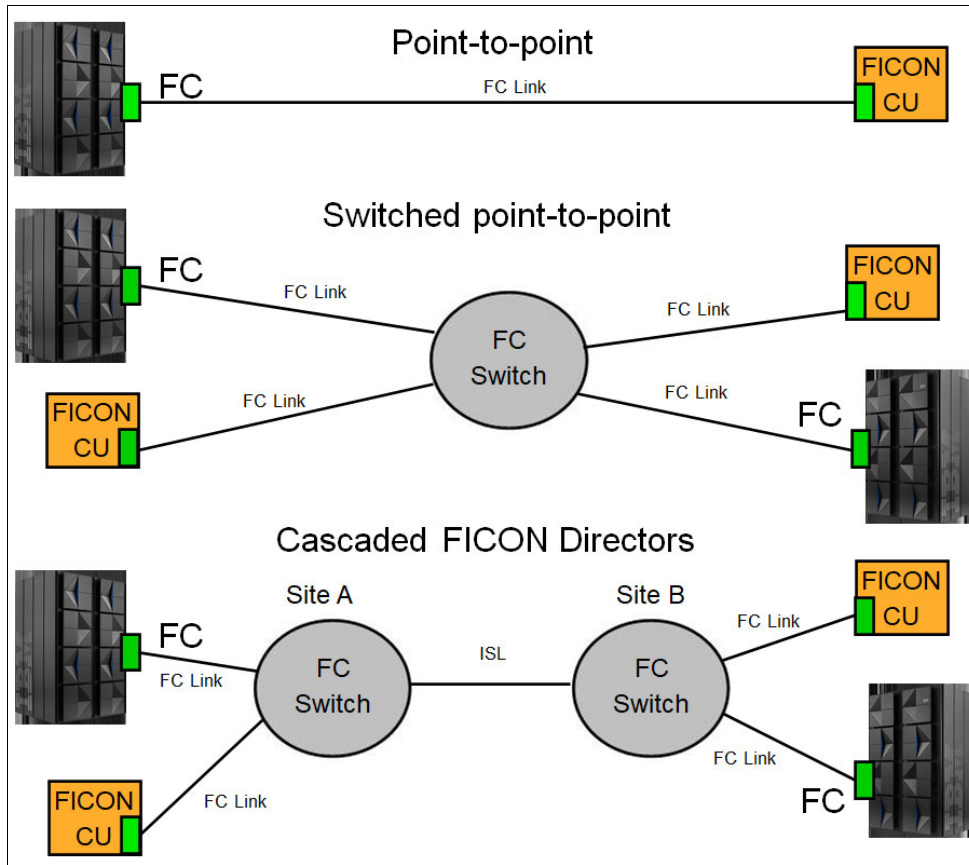 Point-to-point
FC
FC Link
FICON
CU
Switched point-to-point
FC
FC Link
FC
Switch
FC Link
FICON
CU
FICON
CU
FC Link
FC Link
FC
Cascaded FICON Directors
Site A
Site B
FC
FC Link
FC
Switch
ISL
FC
Switch
FC Link
FICON
CU
FICON
CU
FC Link
FC Link
FC